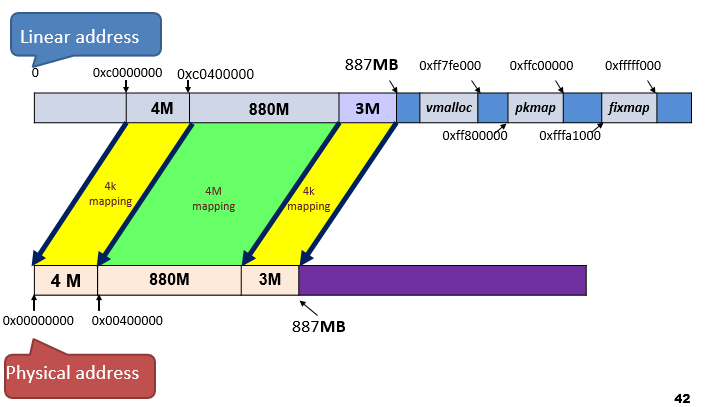 Linear address
0
0xc0000000
0xc0400000
887MB
0xff7fe000
0xffc00000
0xfffff000
4M
880M
3M
vmalloc
pkmap
fixmap
0xff800000
0xfffa1000
4k
mapping
4M
mapping
4k
mapping
4 M
880M
3M
0x00000000
0x00400000
887MB
Physical address
42